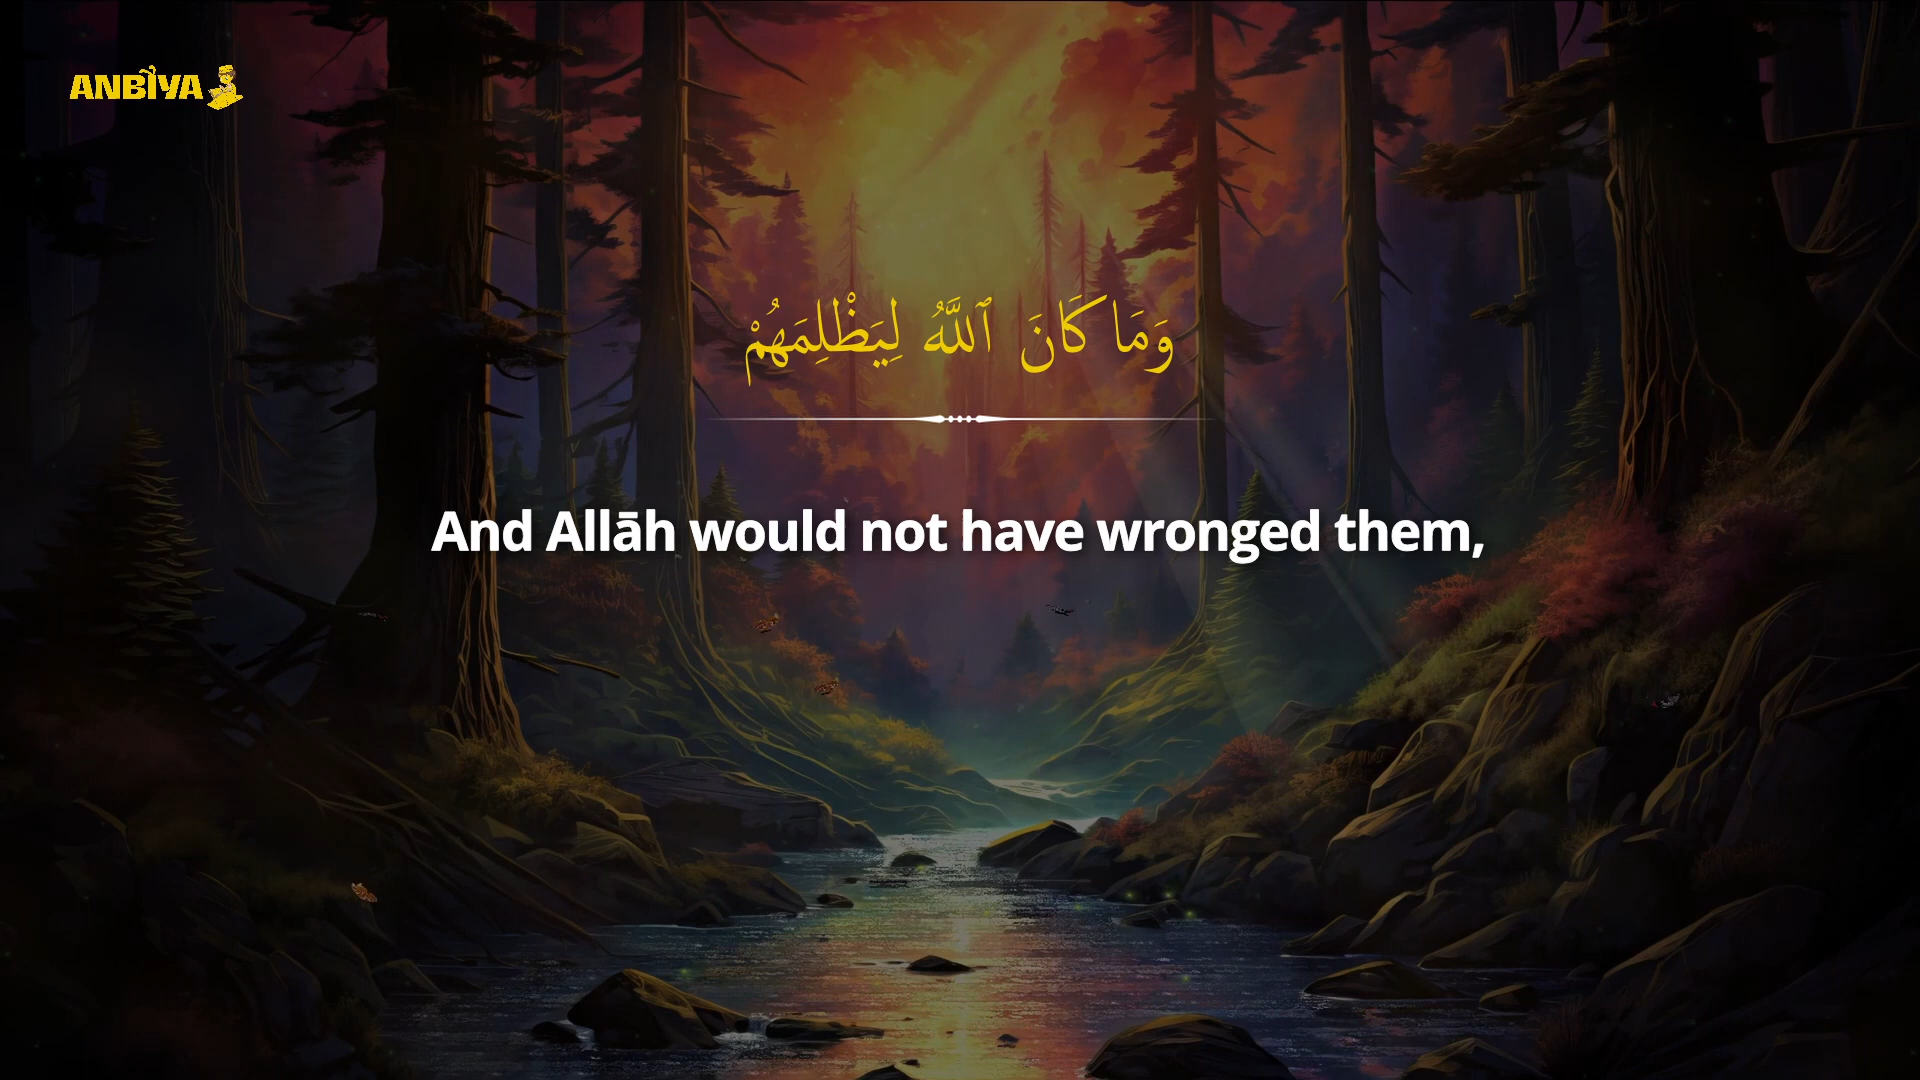 ANBIYA
وَمَا كَانَ ٱللَّهُ لِيَظْلِمَهُمْ
And Allāh would not have wronged them,